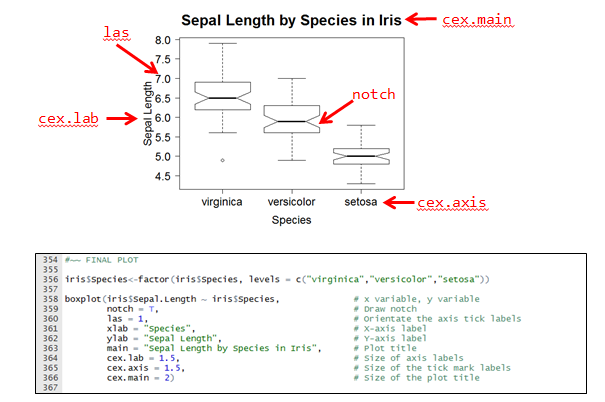 Sepal Length by Species in Iris
cex.main
las
8.0
7.5
7.0
6.5
6.0
5.5
5.0
4.5
notch
cex.lab
Sepal Length
virginica versicolor setosa
cex.axis
Species
354 #~~ FINAL PLOT
355
356 iris$Species<-factor(iris$Species, levels = c("virginica","versicolor","setosa"))
357
358 boxplot(iris$Sepal.Length ~ iris$Species, # x variable, y variable
359 notch = T, # Draw notch
360 las = 1, # Orientate the axis tick labels
361 xlab = "Species", # X-axis label
362 ylab = "Sepal Length", # Y-axis label
363 main = "Sepal Length by Species in Iris", # Plot title
364 cex.lab = 1.5, # Size of axis labels
365 cex.axis = 1.5, # Size of the tick mark labels
366 cex.main = 2) # Size of the plot title
367